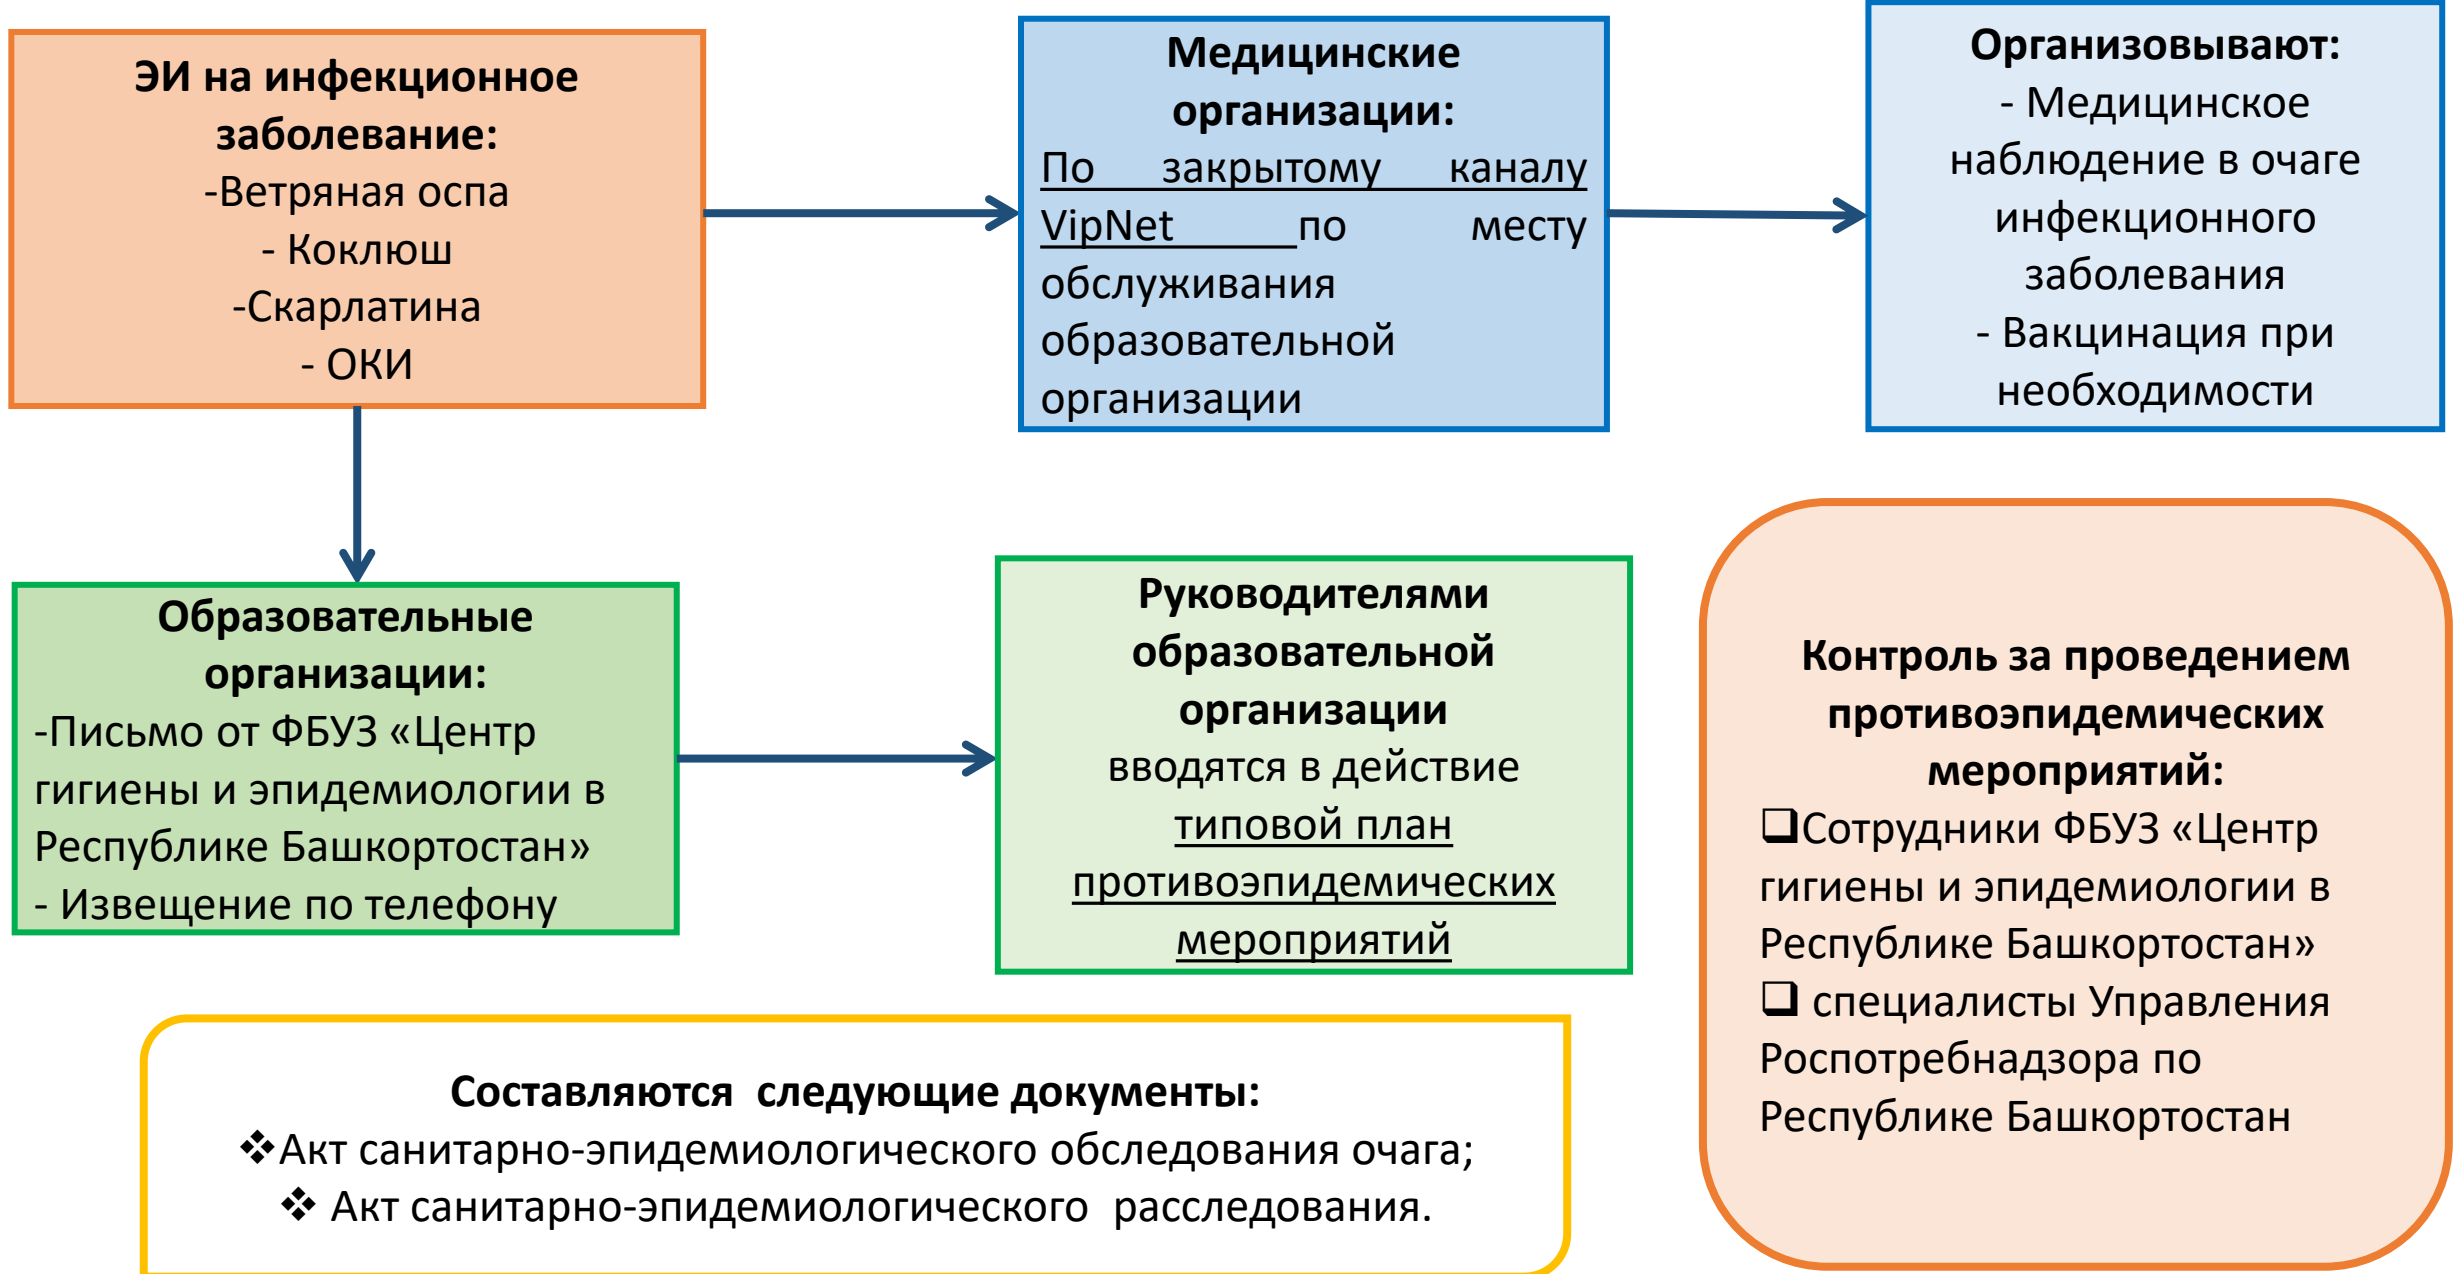 ЭИ на инфекционное
заболевание:
-Ветряная оспа
- Коклюш
-Скарлатина
- ОКИ
Медицинские
организации:
По закрытому каналу
VipNet по месту
обслуживания
образовательной
организации
Организовывают:
- Медицинское
наблюдение в очаге
инфекционного
заболевания
- Вакцинация при
необходимости
Образовательные
организации:
-Письмо от ФБУЗ «Центр
гигиены и эпидемиологии в
Республике Башкортостан»
- Извещение по телефону
Руководителями
образовательной
организации
вводятся в действие
типовой план
противоэпидемических
мероприятий
Контроль за проведением
противоэпидемических
мероприятий:
❑Сотрудники ФБУЗ «Центр
гигиены и эпидемиологии в
Республике Башкортостан»
❑ специалисты Управления
Роспотребнадзора по
Республике Башкортостан
Составляются следующие документы:
❖Акт санитарно-эпидемиологического обследования очага;
❖ Акт санитарно-эпидемиологического расследования.